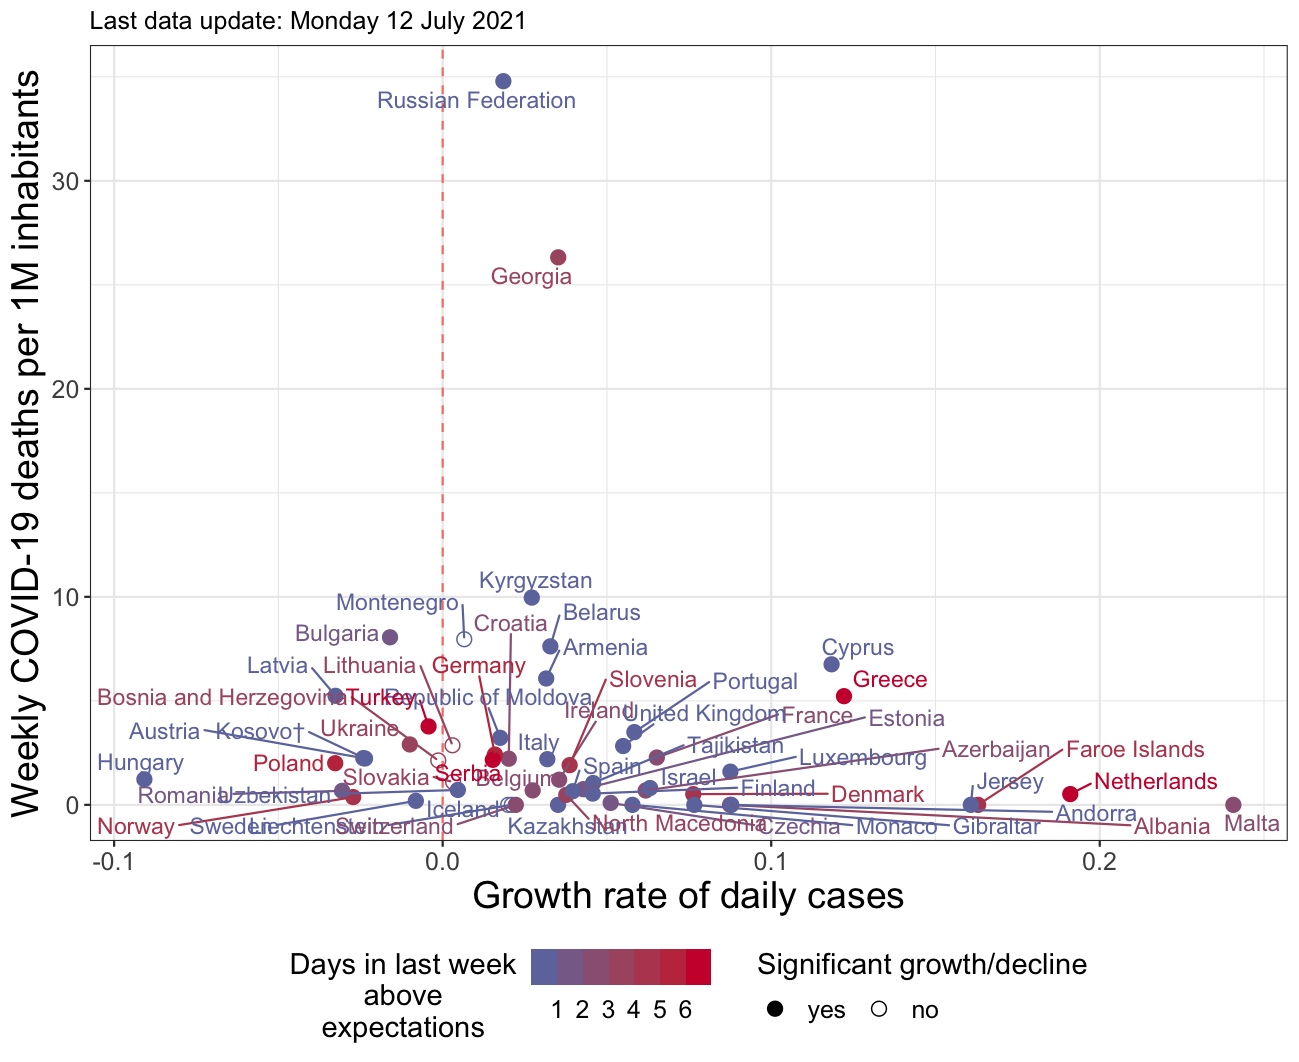 Last data update: Monday 12 July 2021
Weekly COVID-19 deaths per 1M inhabitants
30
20
10
0
Russian Federation
Georgia
Kyrgyzstan
Montenegro
Belarus
Croatia
Bulgaria
Armenia
Cyprus
Latvia
Lithuania
Germany
Slovenia
Portugal
Greece
Bosnia and Herzegovina
Turkey
Republic of Moldova
Ireland
United Kingdom
France
Estonia
Austria
Kosovo†
Ukraine
Italy
Tajikistan
Azerbaijan
Faroe Islands
Hungary
Poland
Slovakia
Serbia
Belgium
Spain
Israel
Luxembourg
Jersey
Netherlands
Romania
Uzbekistan
Iceland
Finland
Denmark
Andorra
Norway
Sweden
Liechtenstein
Switzerland
Kazakhstan
North Macedonia
Czechia
Monaco
Gibraltar
Albania
Malta
-0.1
0.0
0.1
0.2
Growth rate of daily cases
Days in last week
above
expectations
1 2 3 4 5 6
Significant growth/decline
yes
no